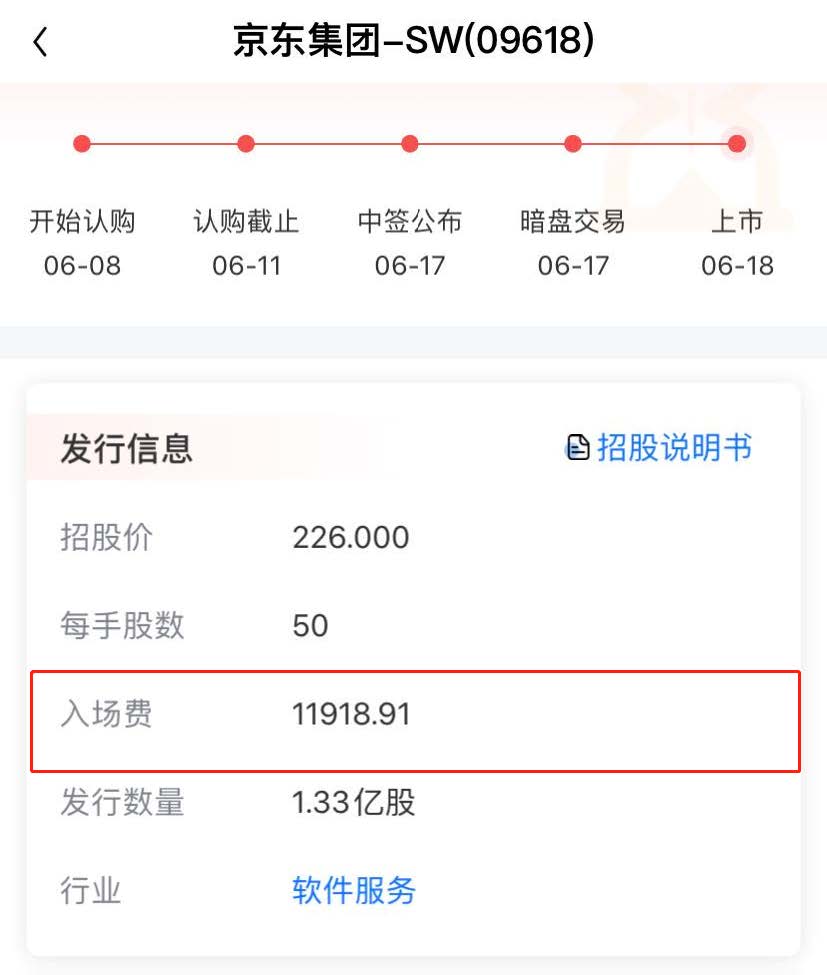 京东集团-SW(09618)
开始认购 认购截止 中签公布 暗盘交易 上市
06-08 06-11 06-17 06-17 06-18
发行信息 招股说明书
招股价 226.000
每手股数 50
入场费 11918.91
发行数量 1.33亿股
行业 软件服务